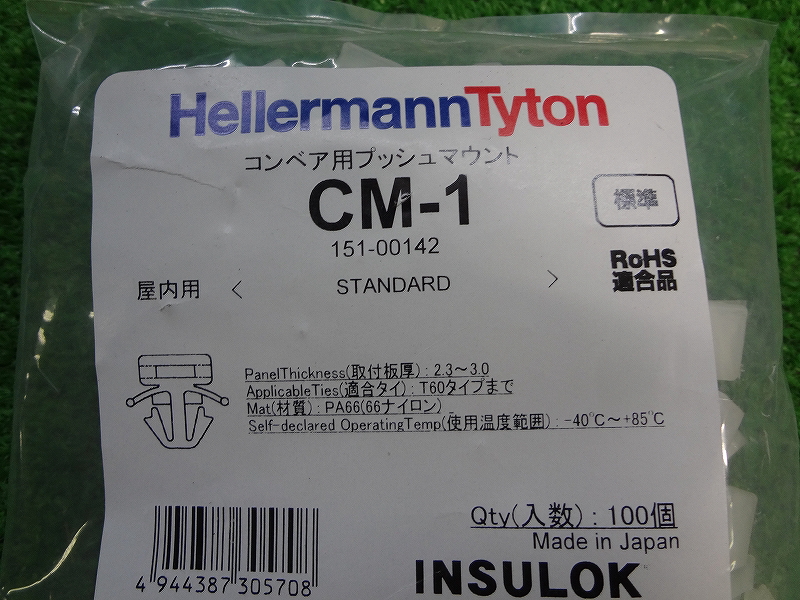 HellermannTyton
コンベア用プッシュマウント
CM-1
標準
151-00142
RoHS
適合品
屋内用 < STANDARD >
PanelThickness(取付板厚) : 2.3～3.0
ApplicableTies(適合タイ) : T60タイプまで
Mat(材質) : PA66(66ナイロン)
Self-declared OperatingTemp(使用温度範囲) : -40℃～+85℃
Qty(入数) : 100個
Made in Japan
4 944387 305708
INSULOK